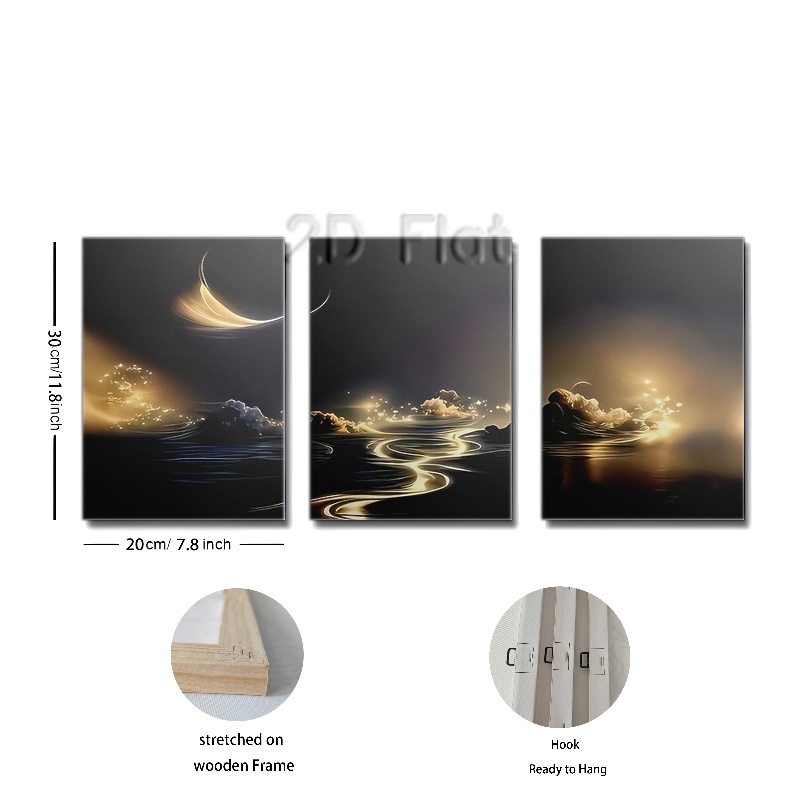 2D Flat
30cm/11.8inch
20cm/ 7.8 inch
stretched on
wooden Frame
Hook
Ready to Hang